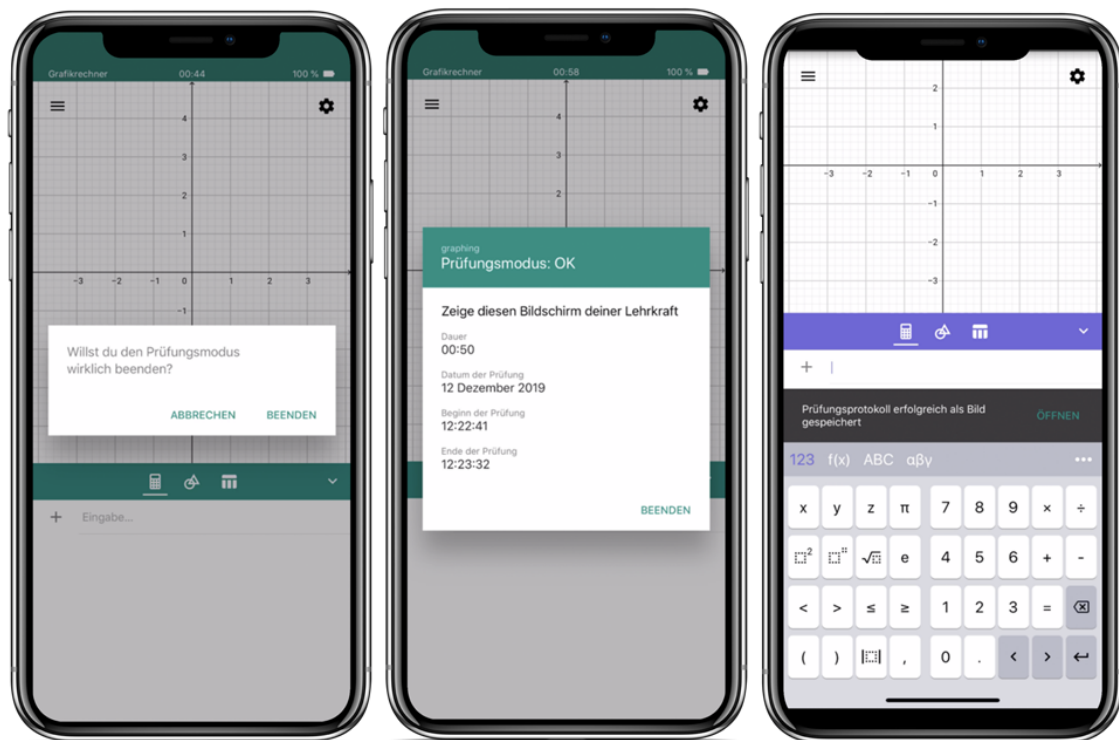 Grafikrechner 00:44 100 %
4
3
2
1
-3 -2 -1 0 1 2 3
-1
Willst du den Prüfungsmodus
wirklich beenden?
ABBRECHEN BEENDEN
+ Eingabe...
Grafikrechner 00:58 100 %
4
3
2
graphing
Prüfungsmodus: OK
Zeige diesen Bildschirm deiner Lehrkraft
Dauer
00:50
Datum der Prüfung
12 Dezember 2019
Beginn der Prüfung
12:22:41
Ende der Prüfung
12:23:32
BEENDEN
2
1
-3 -2 -1 0 1 2 3
-1
-2
-3
+
Prüfungsprotokoll erfolgreich als Bild
gespeichert
ÖFFNEN
123 f(x) ABC αβγ
x y z π 7 8 9 × ÷
2 √ e 4 5 6 + -
< > ≤ ≥ 1 2 3 =
( ) , 0 . < >